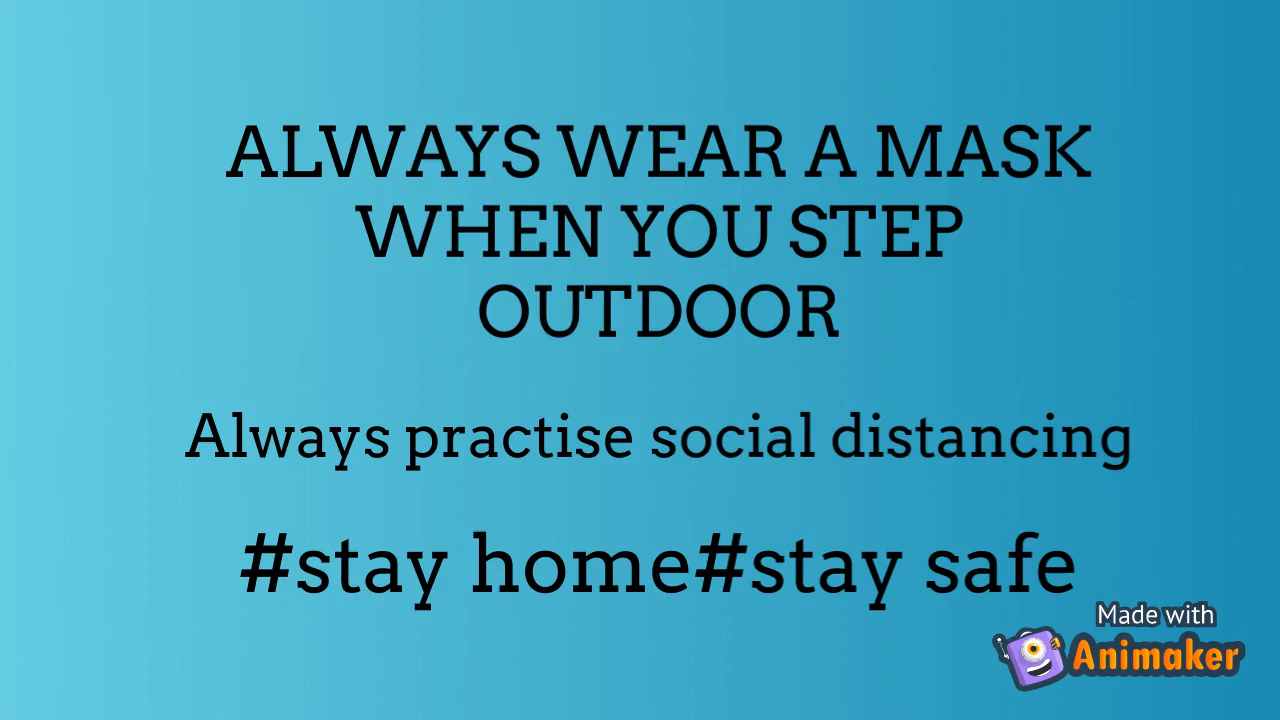 ALWAYS WEAR A MASK
WHEN YOU STEP
OUTDOOR
Always practise social distancing
#stay home#stay safe
Made with
Animaker